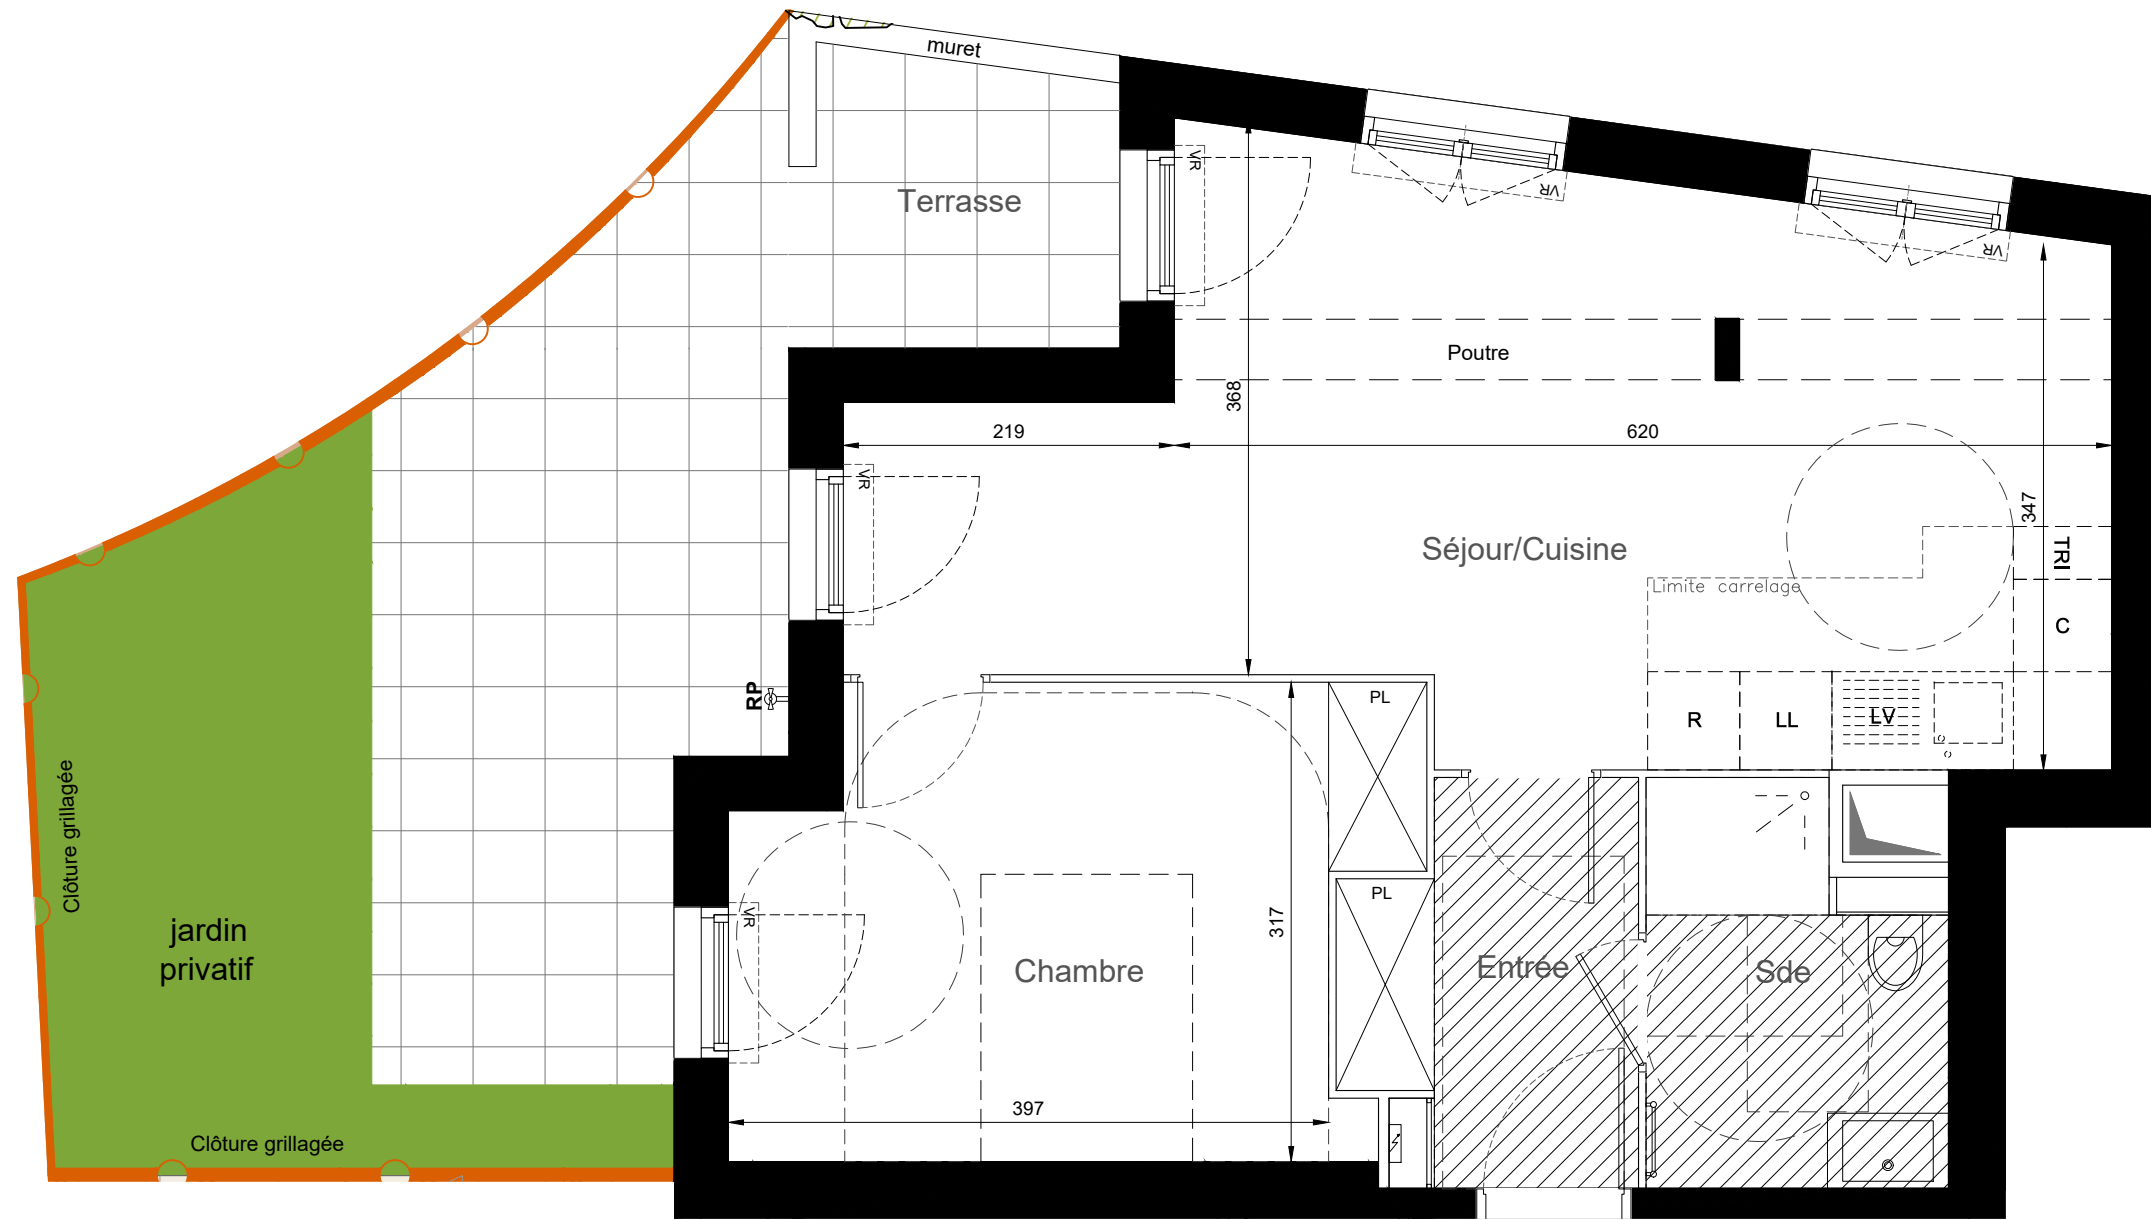 muret
VR
VR
VR
Terrasse
Poutre
368
219
620
VR
347
Séjour/Cuisine
TRI
Limite carrelage
C
RP
PL
R
LL
LV
Clôture grillagée
PL
VR
317
jardin
privatif
Chambre
Entrée
Sde
397
Clôture grillagée